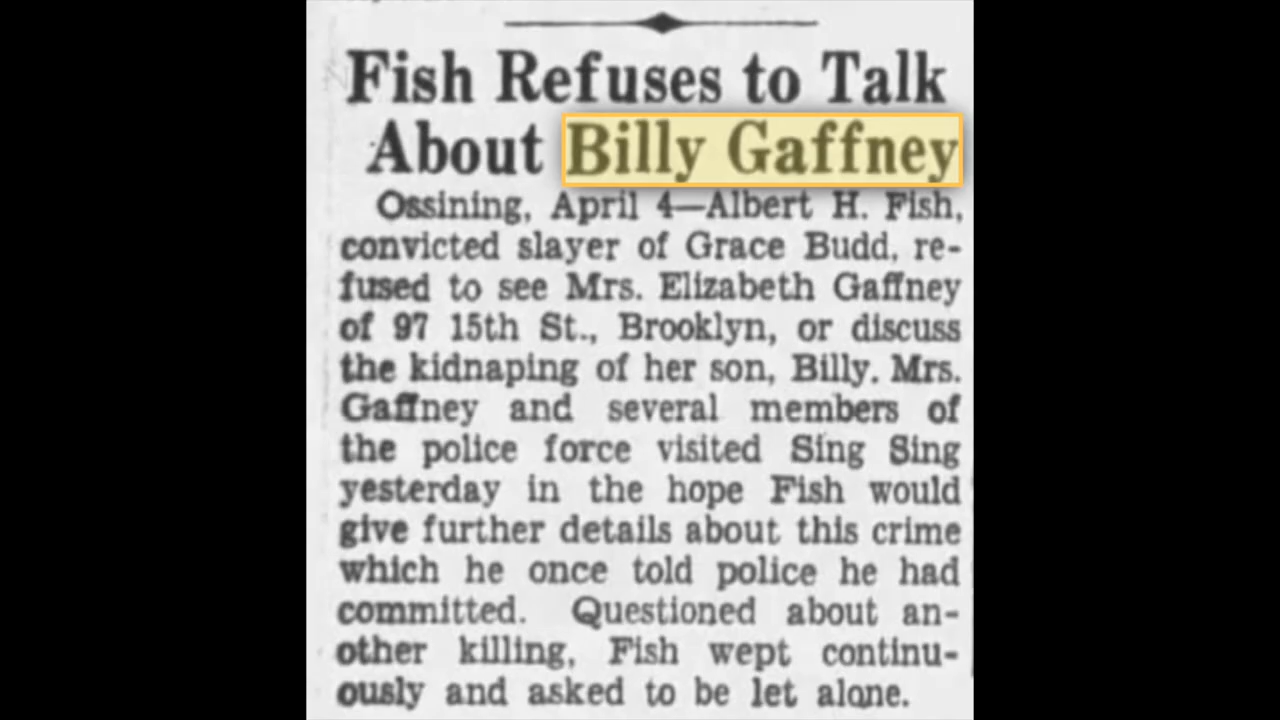 Fish Refuses to Talk
About Billy Gaffney
Ossining, April 4—Albert H. Fish,
convicted slayer of Grace Budd, re-
fused to see Mrs. Elizabeth Gaffney
of 97 15th St., Brooklyn, or discuss
the kidnaping of her son, Billy. Mrs.
Gaffney and several members of
the police force visited Sing Sing
yesterday in the hope Fish would
give further details about this crime
which he once told police he had
committed. Questioned about an-
other killing, Fish wept continu-
ously and asked to be let alone.